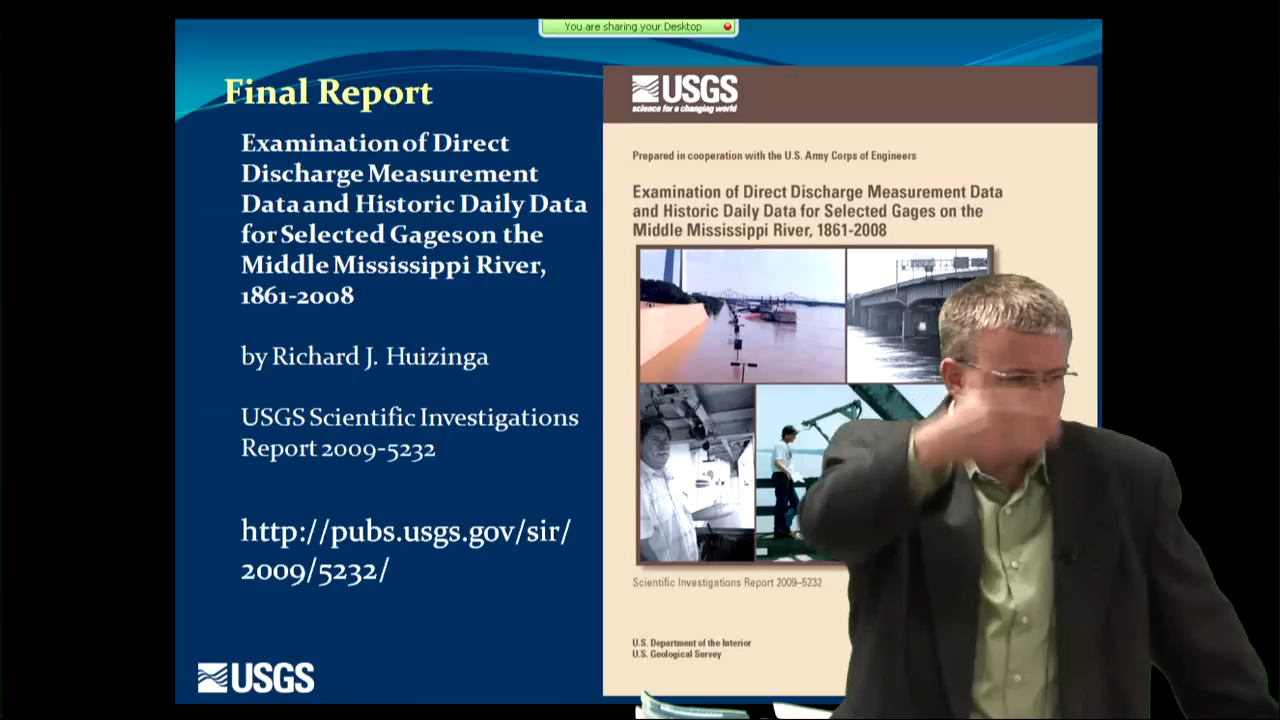 You are sharing your Desktop
Final Report
Examination of Direct
Discharge Measurement
Data and Historic Daily Data
for Selected Gages on the
Middle Mississippi River,
1861-2008
by Richard J. Huizinga
USGS Scientific Investigations
Report 2009-5232
http://pubs.usgs.gov/sir/
2009/5232/
USGS
USGS
science for a changing world
Prepared in cooperation with the U.S. Army Corps of Engineers
Examination of Direct Discharge Measurement Data
and Historic Daily Data for Selected Gages on the
Middle Mississippi River, 1861-2008
Scientific Investigations Report 2009–5232
U.S. Department of the Interior
U.S. Geological Survey